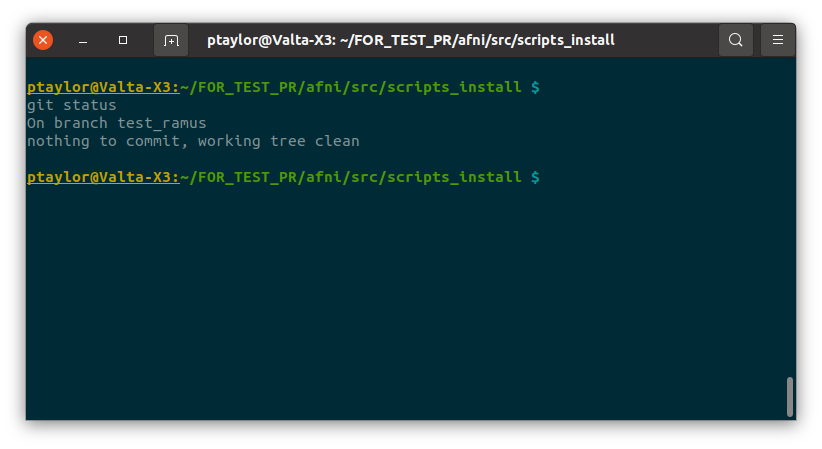 ptaylor@Valta-X3: ~/FOR_TEST_PR/afni/src/scripts_install
ptaylor@Valta-X3:~/FOR_TEST_PR/afni/src/scripts_install $
git status
On branch test_ramus
nothing to commit, working tree clean
ptaylor@Valta-X3:~/FOR_TEST_PR/afni/src/scripts_install $